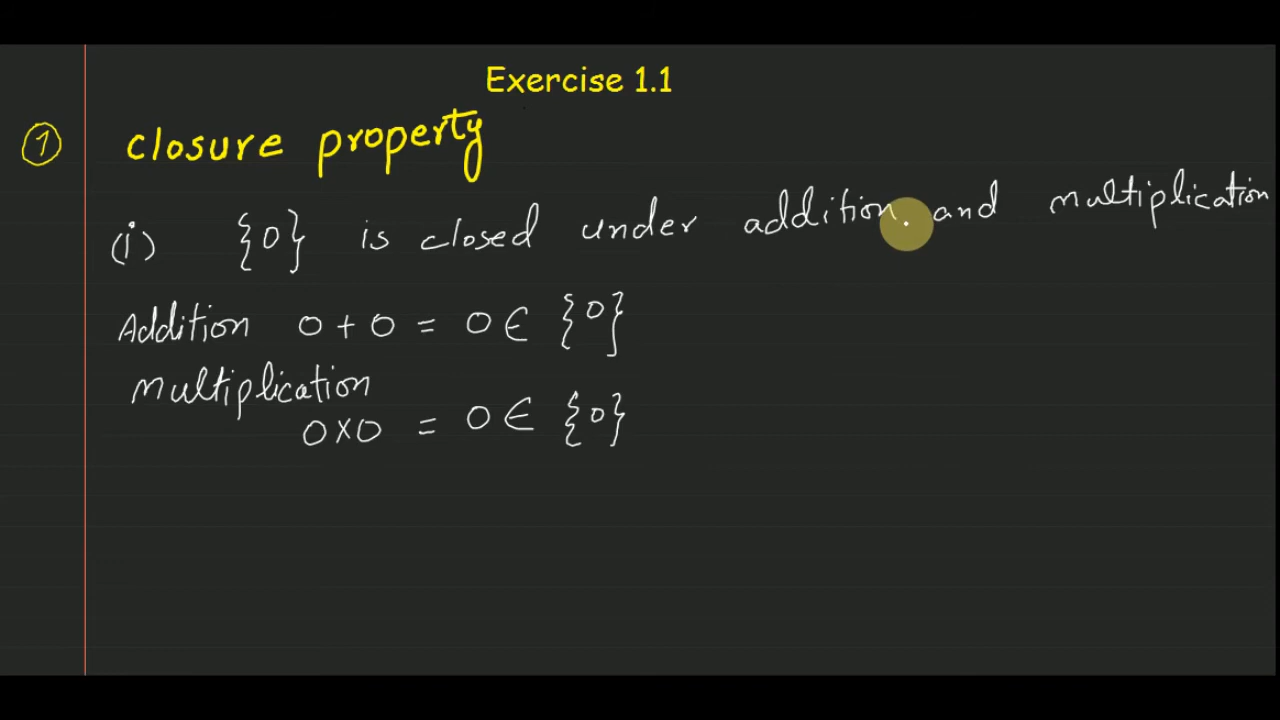 Exercise 1.1
① closure property
(i) {0} is closed under addition. and multiplication
Addition 0 + 0 = 0 ∈ {0}
multiplication
0 × 0 = 0 ∈ {0}